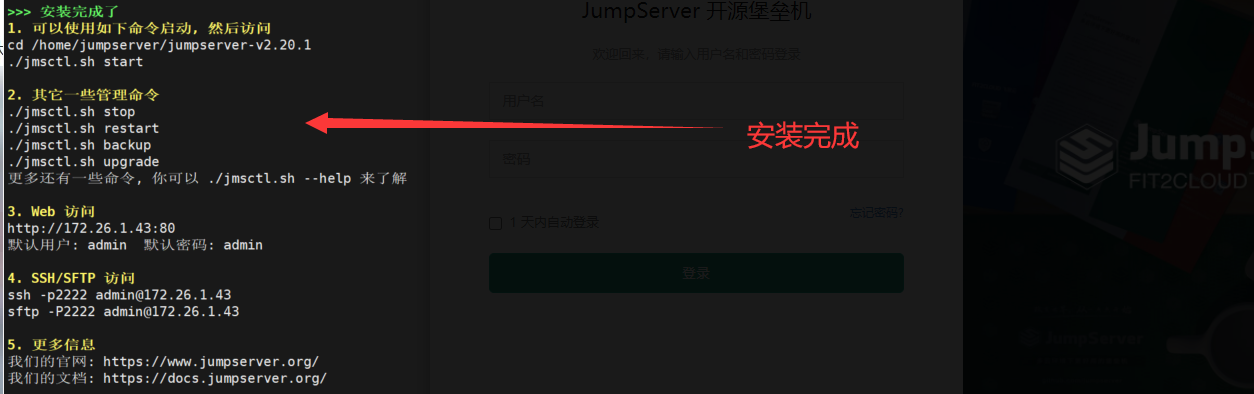 >>> 安装完成了
1. 可以使用如下命令启动, 然后访问
cd /home/jumpserver/jumpserver-v2.20.1
./jmsctl.sh start
2. 其它一些管理命令
./jmsctl.sh stop
./jmsctl.sh restart
./jmsctl.sh backup
./jmsctl.sh upgrade
更多还有一些命令, 你可以 ./jmsctl.sh --help 来了解
3. Web 访问
http://172.26.1.43:80
默认用户: admin 默认密码: admin
4. SSH/SFTP 访问
ssh -p2222 admin@172.26.1.43
sftp -P2222 admin@172.26.1.43
5. 更多信息
我们的官网: https://www.jumpserver.org/
我们的文档: https://docs.jumpserver.org/
安装完成
JumpServer 开源堡垒机
欢迎回来，请输入用户名和密码登录
用户名
密码
1 天内自动登录
忘记密码?
登录
JumpS
FIT2CLOUD
JumpServer